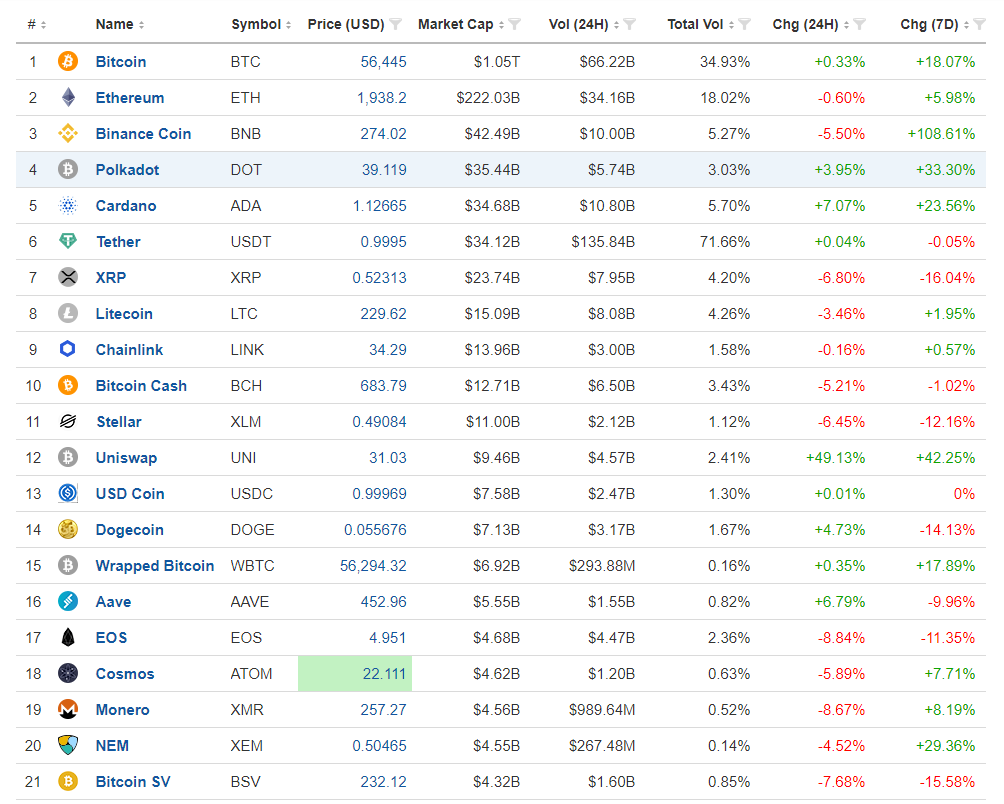 # Name Symbol Price (USD) Market Cap Vol (24H) Total Vol Chg (24H) Chg (7D)
1 Bitcoin BTC 56,445 $1.05T $66.22B 34.93% +0.33% +18.07%
2 Ethereum ETH 1,938.2 $222.03B $34.16B 18.02% -0.60% +5.98%
3 Binance Coin BNB 274.02 $42.49B $10.00B 5.27% -5.50% +108.61%
4 Polkadot DOT 39.119 $35.44B $5.74B 3.03% +3.95% +33.30%
5 Cardano ADA 1.12665 $34.68B $10.80B 5.70% +7.07% +23.56%
6 Tether USDT 0.9995 $34.12B $135.84B 71.66% +0.04% -0.05%
7 XRP XRP 0.52313 $23.74B $7.95B 4.20% -6.80% -16.04%
8 Litecoin LTC 229.62 $15.09B $8.08B 4.26% -3.46% +1.95%
9 Chainlink LINK 34.29 $13.96B $3.00B 1.58% -0.16% +0.57%
10 Bitcoin Cash BCH 683.79 $12.71B $6.50B 3.43% -5.21% -1.02%
11 Stellar XLM 0.49084 $11.00B $2.12B 1.12% -6.45% -12.16%
12 Uniswap UNI 31.03 $9.46B $4.57B 2.41% +49.13% +42.25%
13 USD Coin USDC 0.99969 $7.58B $2.47B 1.30% +0.01% 0%
14 Dogecoin DOGE 0.055676 $7.13B $3.17B 1.67% +4.73% -14.13%
15 Wrapped Bitcoin WBTC 56,294.32 $6.92B $293.88M 0.16% +0.35% +17.89%
16 Aave AAVE 452.96 $5.55B $1.55B 0.82% +6.79% -9.96%
17 EOS EOS 4.951 $4.68B $4.47B 2.36% -8.84% -11.35%
18 Cosmos ATOM 22.111 $4.62B $1.20B 0.63% -5.89% +7.71%
19 Monero XMR 257.27 $4.56B $989.64M 0.52% -8.67% +8.19%
20 NEM XEM 0.50465 $4.55B $267.48M 0.14% -4.52% +29.36%
21 Bitcoin SV BSV 232.12 $4.32B $1.60B 0.85% -7.68% -15.58%